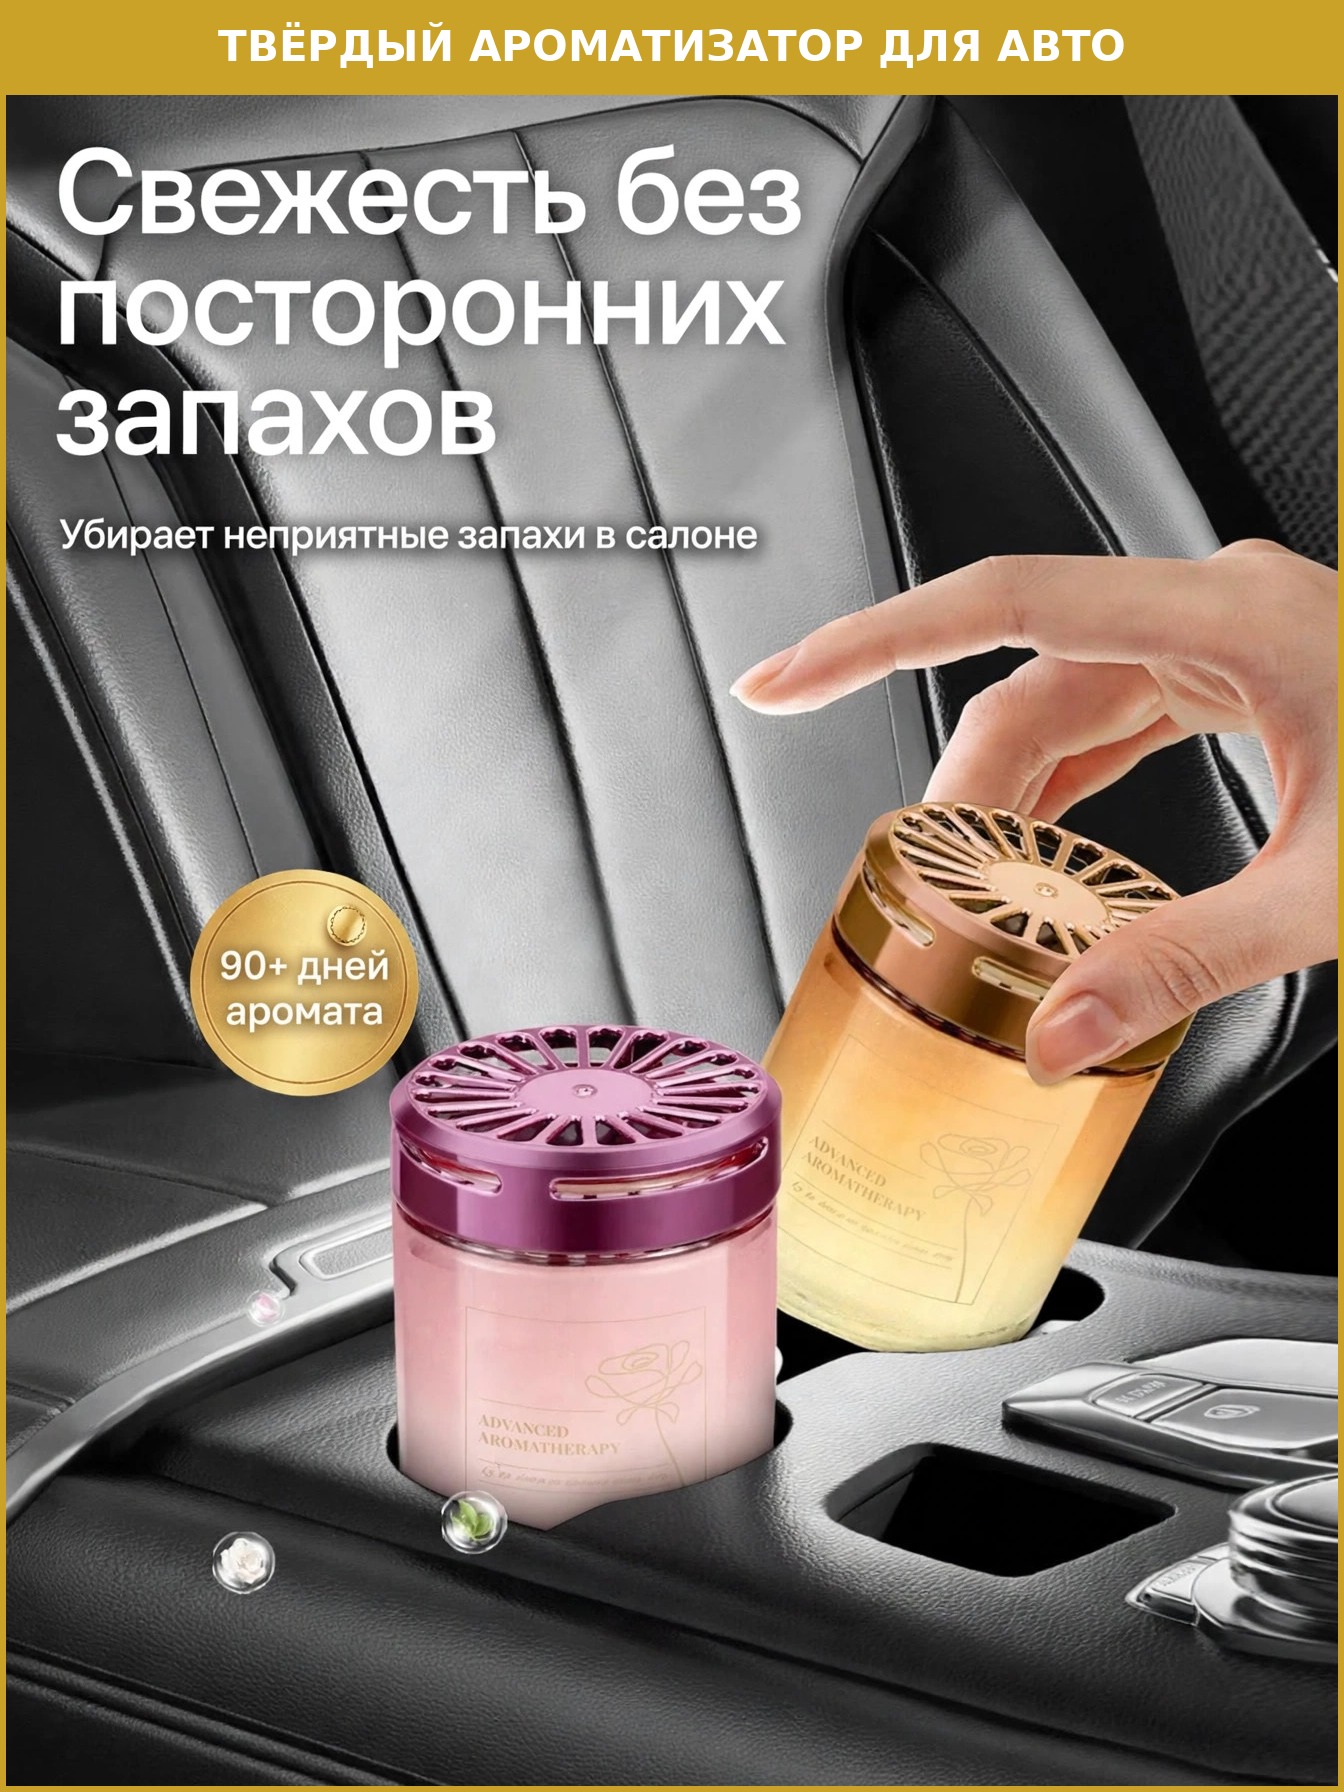 ТВЁРДЫЙ АРОМАТИЗАТОР ДЛЯ АВТО
Свежесть без
посторонних
запахов
Убирает неприятные запахи в салоне
90+ дней
аромата
ADVANCED
AROMATHERAPY
ADVANCED
AROMATHERAPY